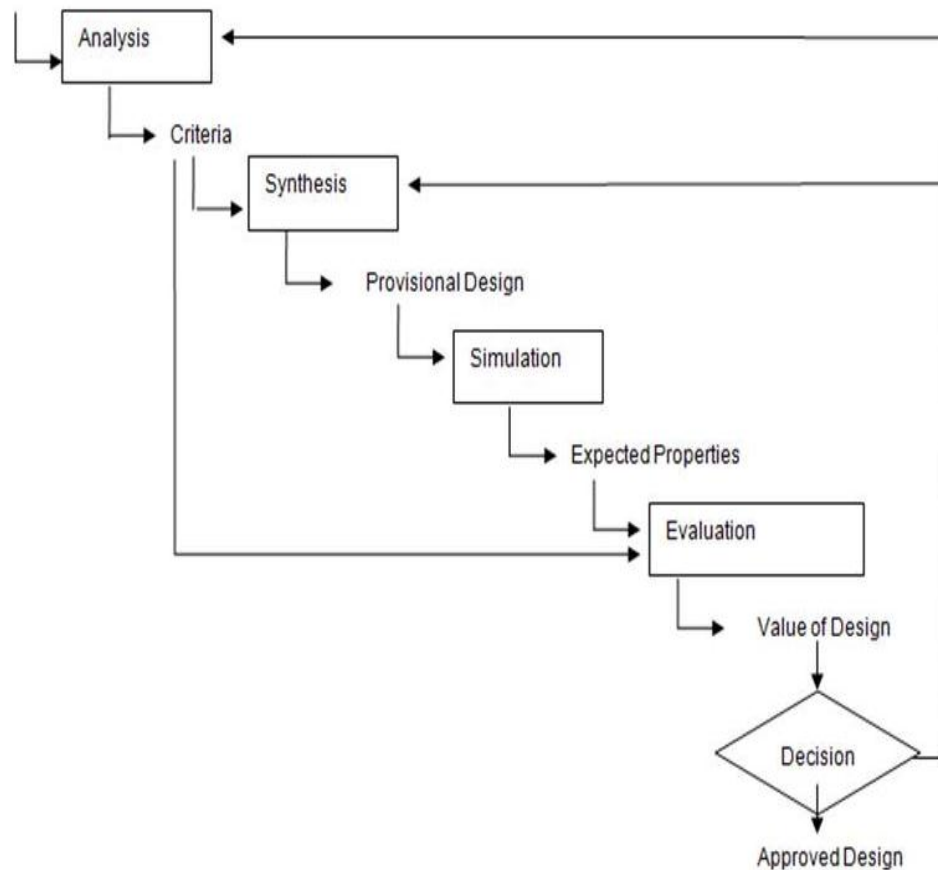 Analysis
Criteria
Synthesis
Provisional Design
Simulation
Expected Properties
Evaluation
Value of Design
Decision
Approved Design